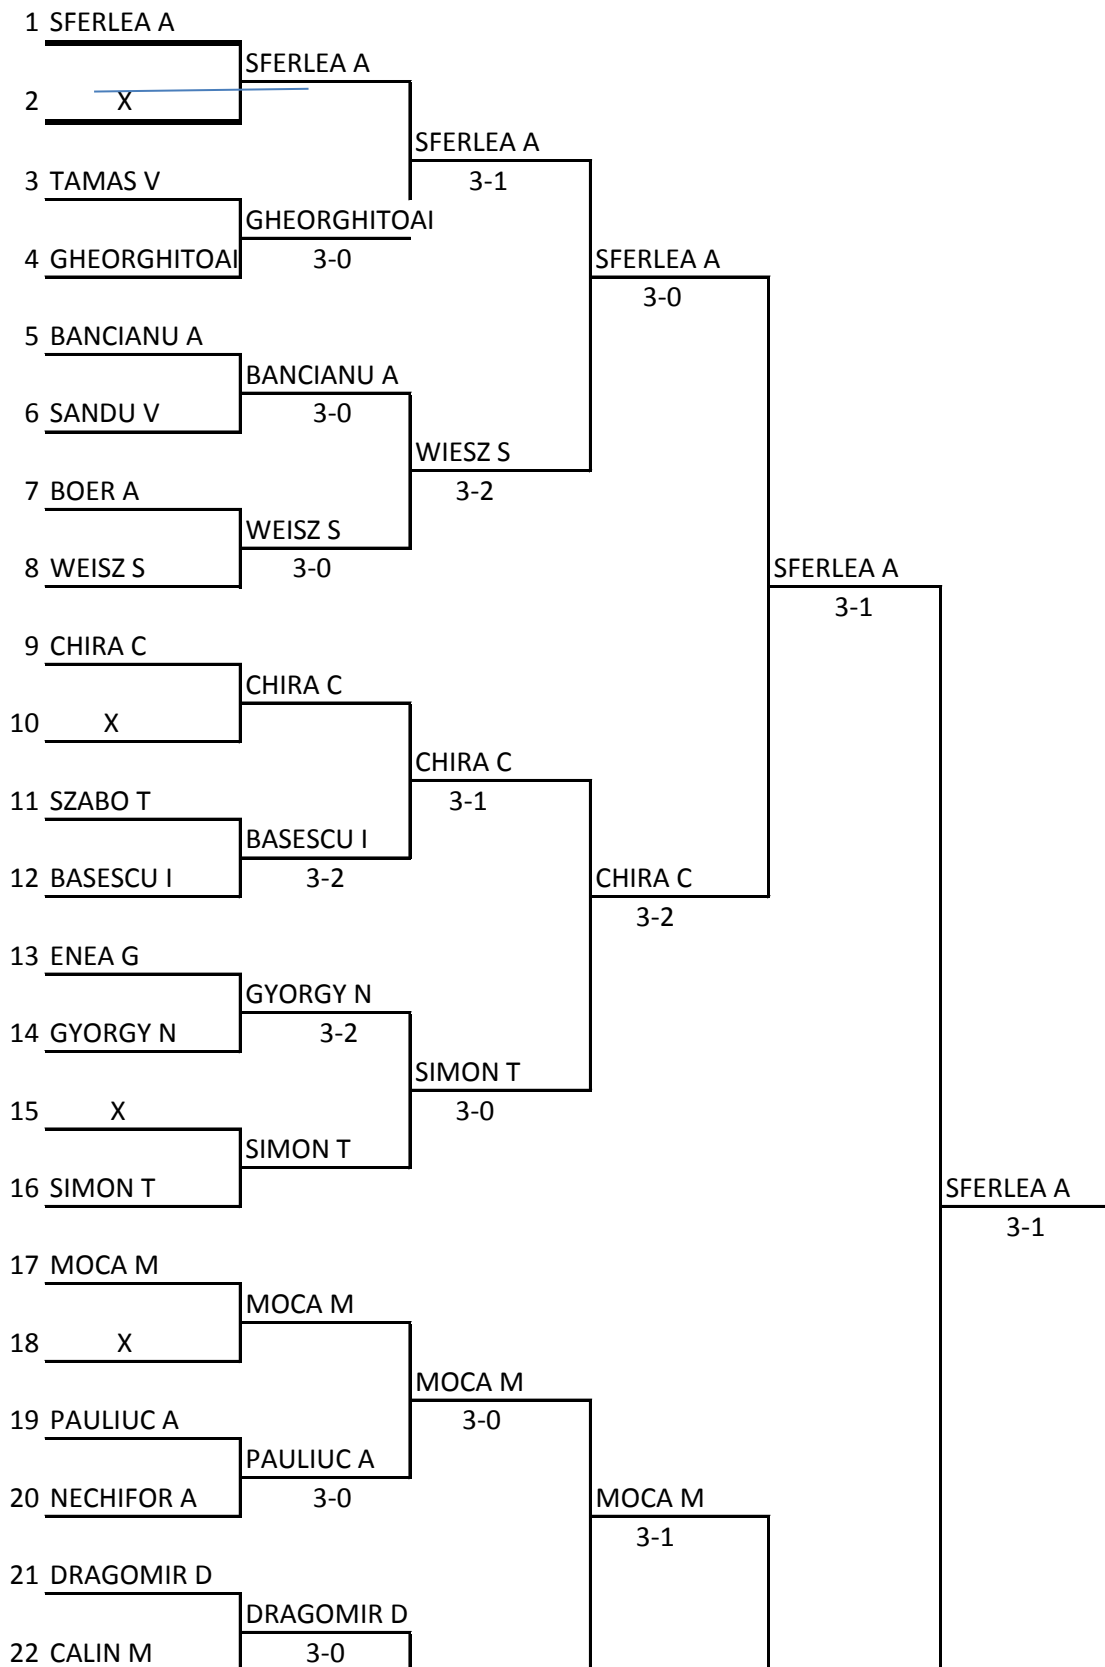 1 SFERLEA A
SFERLEA A
2 X
SFERLEA A
3 TAMAS V 3-1
GHEORGHITOAI
4 GHEORGHITOAI 3-0 SFERLEA A
3-0
5 BANCIANU A
BANCIANU A
6 SANDU V 3-0
WIESZ S
7 BOER A 3-2
WEISZ S
8 WEISZ S 3-0 SFERLEA A
3-1
9 CHIRA C
CHIRA C
10 X
CHIRA C
11 SZABO T 3-1
BASESCU I
12 BASESCU I 3-2 CHIRA C
3-2
13 ENEA G
GYORGY N
14 GYORGY N 3-2
SIMON T
15 X 3-0
SIMON T
16 SIMON T SFERLEA A
3-1
17 MOCA M
MOCA M
18 X
MOCA M
19 PAULIUC A 3-0
PAULIUC A
20 NECHIFOR A 3-0 MOCA M
3-1
21 DRAGOMIR D
DRAGOMIR D
22 CALIN M 3-0